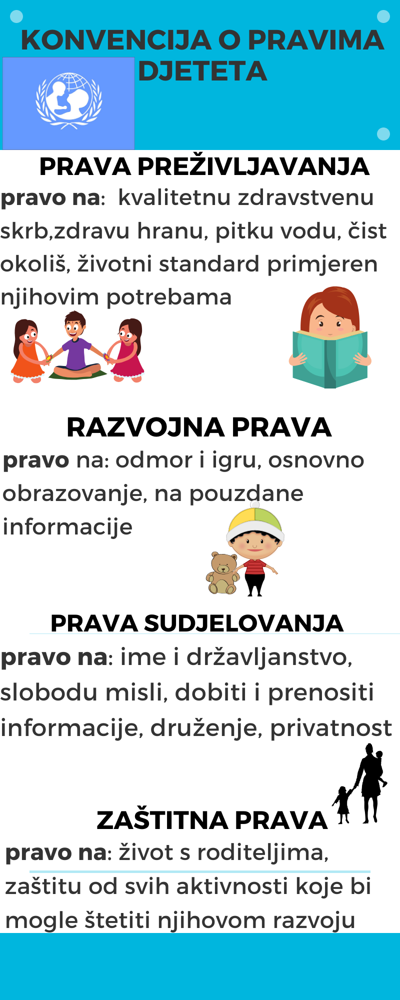 KONVENCIJA O PRAVIMA
DJETETA
PRAVA PREŽIVLJAVANJA
pravo na:  kvalitetnu zdravstvenu
skrb,zdravu hranu, pitku vodu, čist
okoliš, životni standard primjeren
njihovim potrebama
RAZVOJNA PRAVA
pravo na: odmor i igru, osnovno
obrazovanje, na pouzdane
informacije
PRAVA SUDJELOVANJA
pravo na: ime i državljanstvo,
slobodu misli, dobiti i prenositi
informacije, druženje, privatnost
ZAŠTITNA PRAVA
pravo na: život s roditeljima,
zaštitu od svih aktivnosti koje bi
mogle štetiti njihovom razvoju